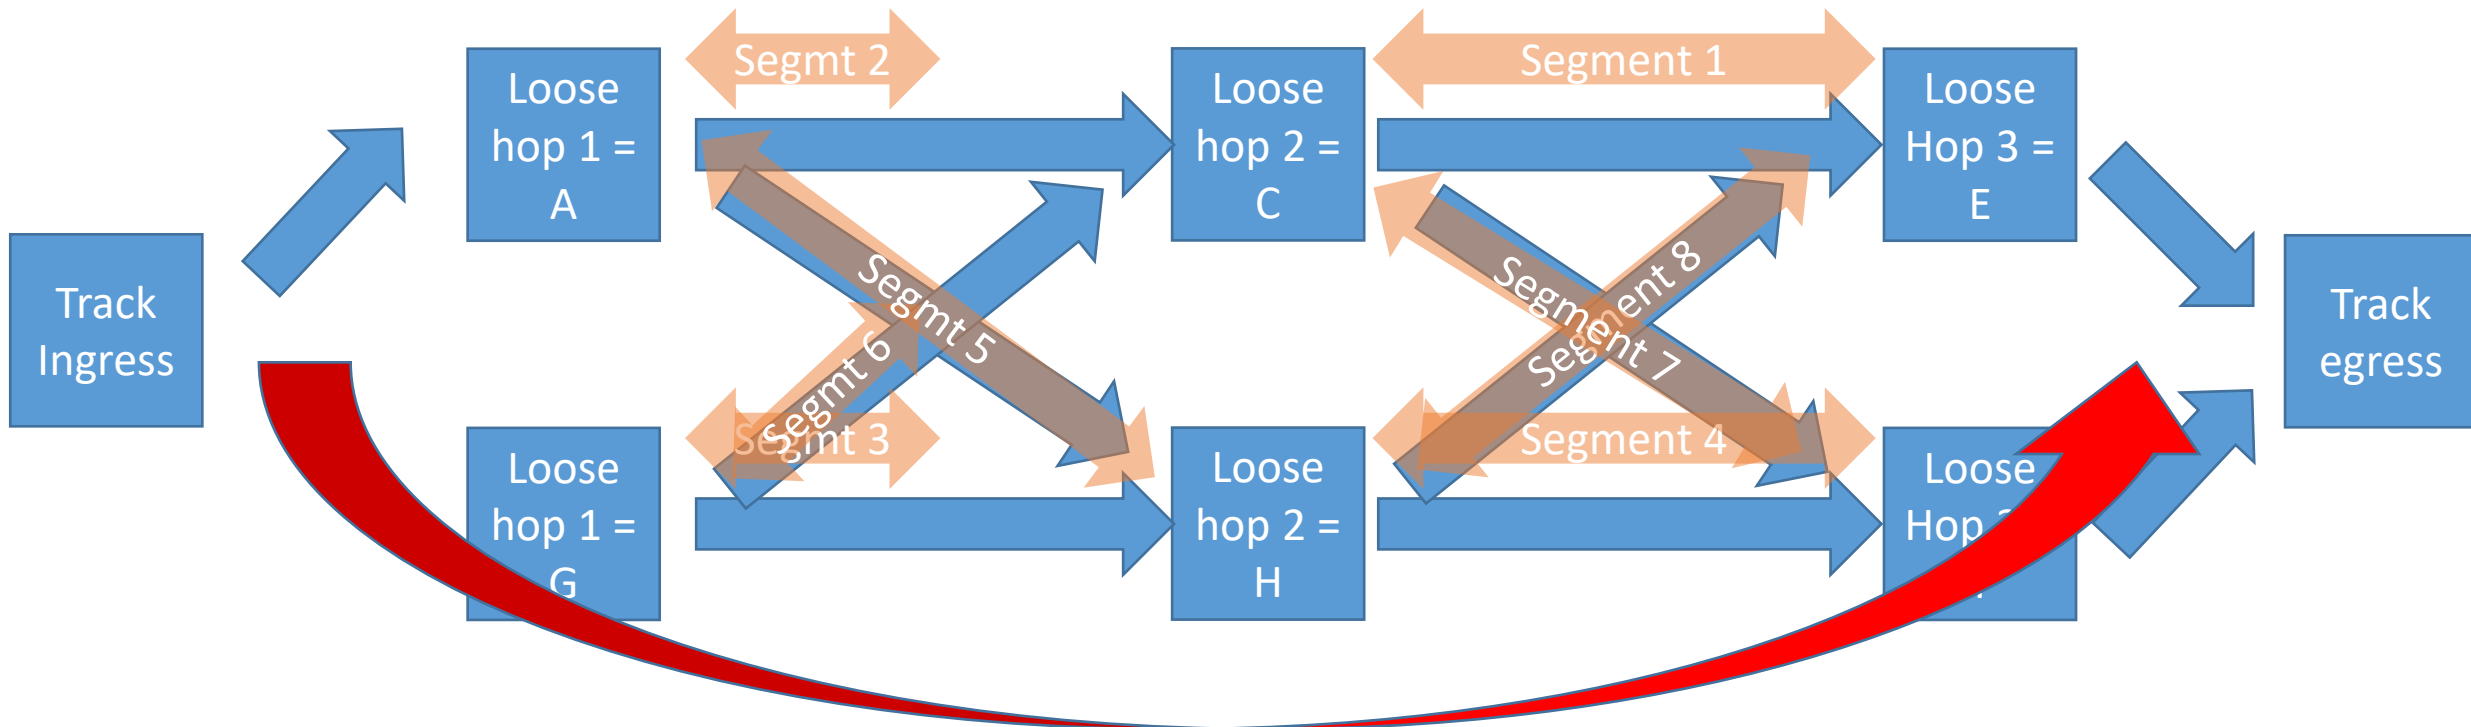 Segmt 2
Segment 1
Loose
hop 1 =
A
Loose
hop 2 =
C
Loose
Hop 3 =
E
Track
Ingress
Segmt 5
Segmt 6
Segment 8
Segment 7
Track
egress
Segmt 3
Segment 4
Loose
hop 1 =
G
Loose
hop 2 =
H
Loose
Hop